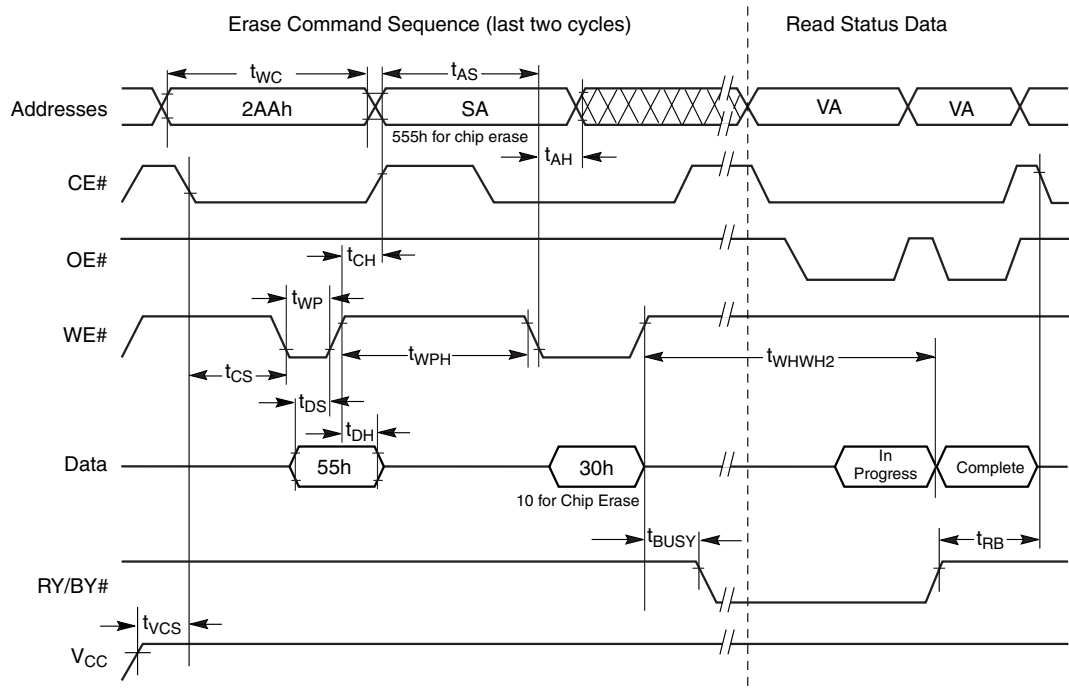 Erase Command Sequence (last two cycles)
Read Status Data
tWC
tAS
Addresses
2AAh
SA
VA
VA
555h for chip erase
tAH
CE#
tCH
OE#
tWP
WE#
tWPH
tWHWH2
tCS
tDS
tDH
Data
55h
30h
In
Progress
Complete
10 for Chip Erase
tBUSY
tRB
RY/BY#
tVCS
VCC